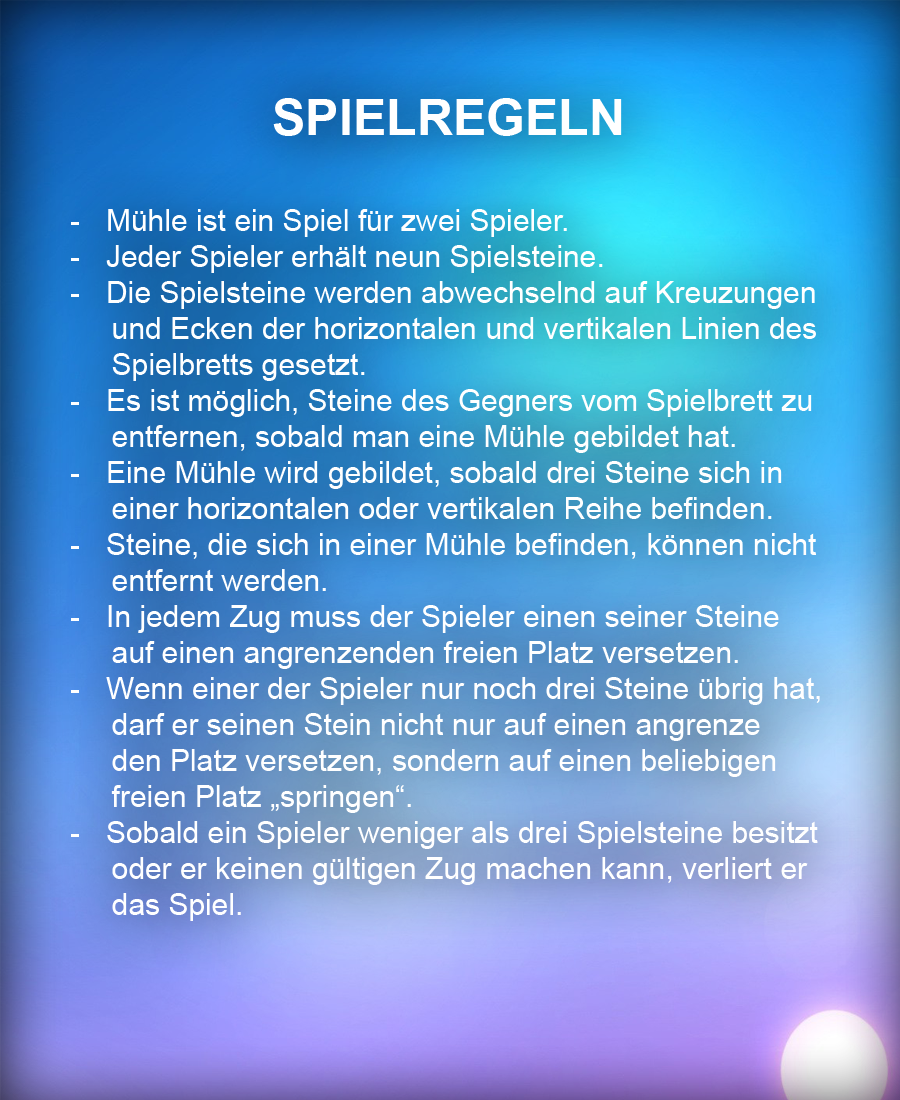 SPIELREGELN
- Mühle ist ein Spiel für zwei Spieler.
- Jeder Spieler erhält neun Spielsteine.
- Die Spielsteine werden abwechselnd auf Kreuzungen
und Ecken der horizontalen und vertikalen Linien des
Spielbretts gesetzt.
- Es ist möglich, Steine des Gegners vom Spielbrett zu
entfernen, sobald man eine Mühle gebildet hat.
- Eine Mühle wird gebildet, sobald drei Steine sich in
einer horizontalen oder vertikalen Reihe befinden.
- Steine, die sich in einer Mühle befinden, können nicht
entfernt werden.
- In jedem Zug muss der Spieler einen seiner Steine
auf einen angrenzenden freien Platz versetzen.
- Wenn einer der Spieler nur noch drei Steine übrig hat,
darf er seinen Stein nicht nur auf einen angrenze
den Platz versetzen, sondern auf einen beliebigen
freien Platz „springen“.
- Sobald ein Spieler weniger als drei Spielsteine besitzt
oder er keinen gültigen Zug machen kann, verliert er
das Spiel.